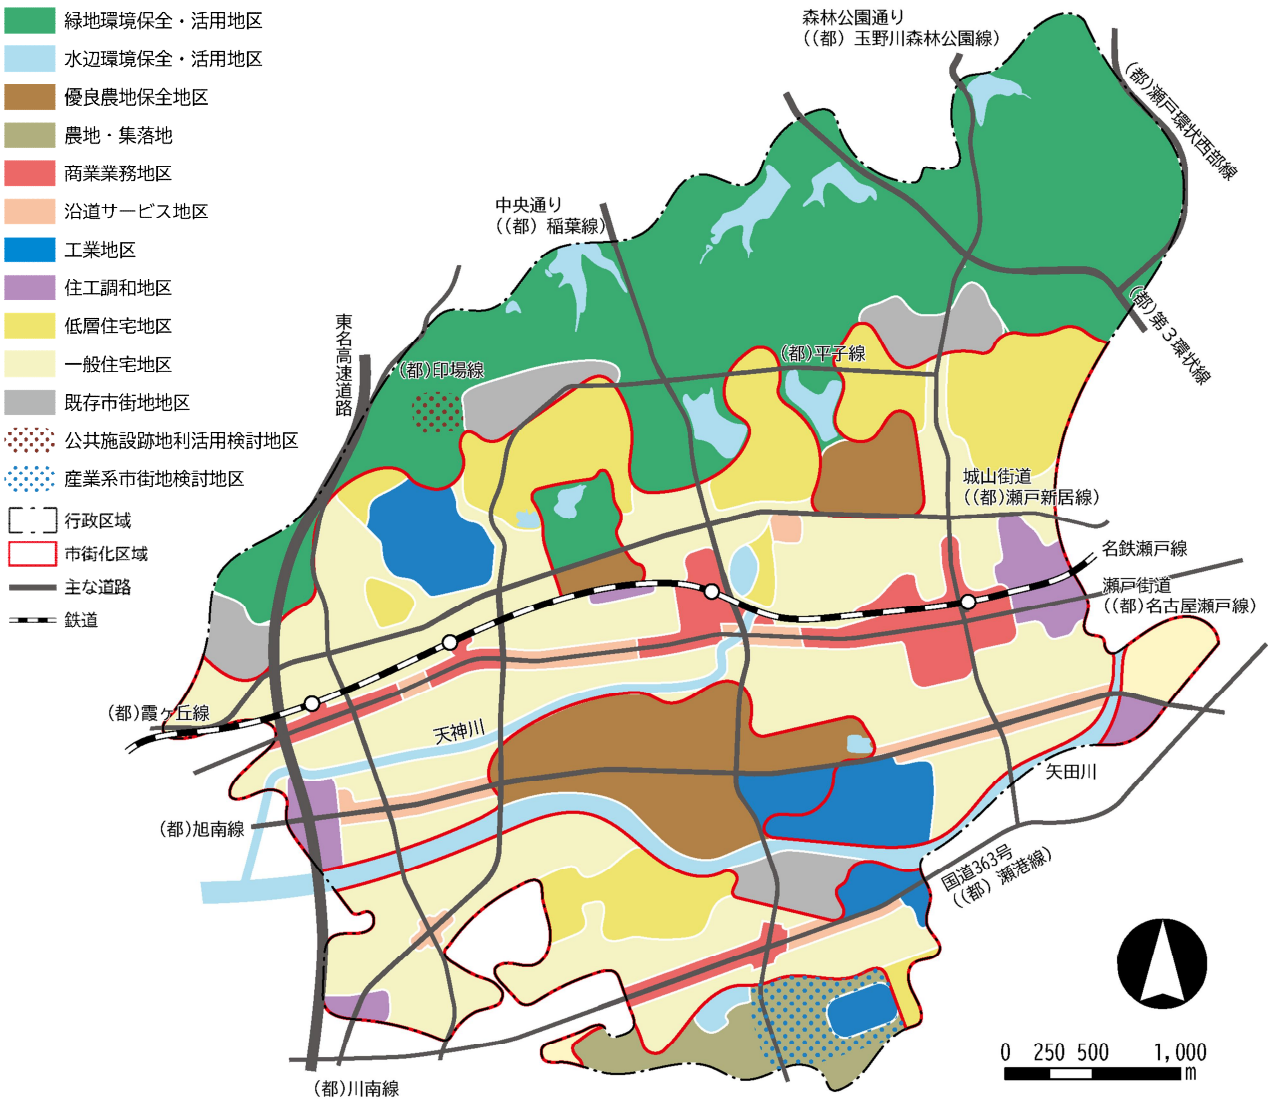 緑地環境保全・活用地区
水辺環境保全・活用地区
優良農地保全地区
農地・集落地
商業業務地区
沿道サービス地区
工業地区
住工調和地区
低層住宅地区
一般住宅地区
既存市街地地区
公共施設跡地利活用検討地区
産業系市街地検討地区
行政区域
市街化区域
主な道路
鉄道
森林公園通り
((都) 玉野川森林公園線)
(都)瀬戸環状西部線
中央通り
((都) 稲葉線)
(都)第3環状線
東名高速道路
(都)印場線
(都)平子線
城山街道
((都)瀬戸新居線)
名鉄瀬戸線
瀬戸街道
((都)名古屋瀬戸線)
(都)霞ヶ丘線
天神川
矢田川
(都)旭南線
国道363号
((都) 瀬港線)
(都)川南線
0 250 500 1,000
m